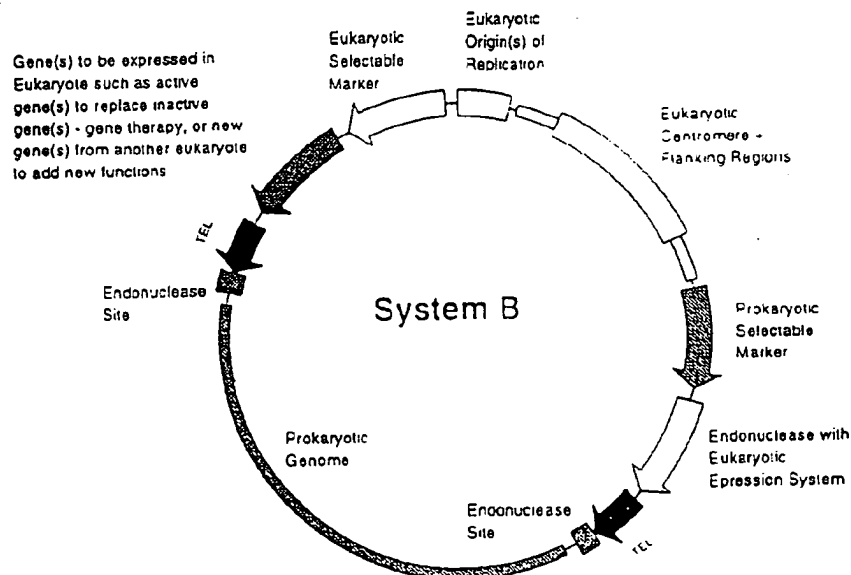 Eukaryotic
Origin(s) of
Replication
Eukaryotic
Selectable
Marker
Gene(s) to be expressed in
Eukaryote such as active
gene(s) to replace inactive
gene(s) - gene therapy, or new
gene(s) from another eukaryote
to add new functions
Eukaryotic
Centromere +
Flanking Regions
TEL
Endonuclease
Site
System B
Prokaryotic
Selectable
Marker
Prokaryotic
Genome
Endonuclease with
Eukaryotic
Epression System
Endonuclease
Site
TEL